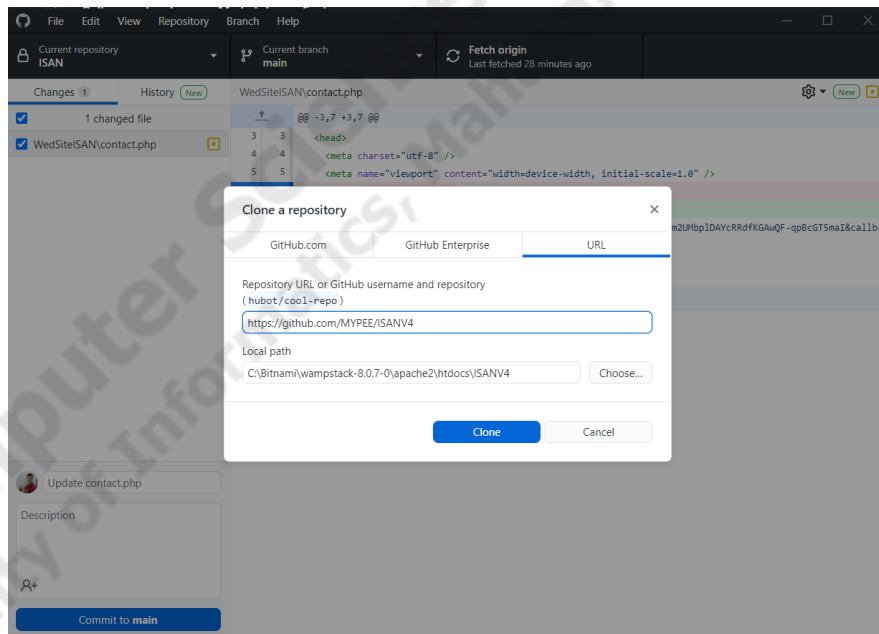 File Edit View Repository Branch Help
Current repository
ISAN
Current branch
main
Fetch origin
Last fetched 28 minutes ago
Changes 1
History New
WedSiteISAN\contact.php
New
1 changed file
@@ -3,7 +3,7 @@
WedSiteISAN\contact.php
3 3 <head>
4 4 <meta charset="utf-8" />
5 5 <meta name="viewport" content="width=device-width, initial-scale=1.0" />
Clone a repository
GitHub.com
GitHub Enterprise
URL
Repository URL or GitHub username and repository
(hubot/cool-repo)
https://github.com/MYPEE/ISANV4
Local path
C:\Bitnami\wampstack-8.0.7-0\apache2\htdocs\ISANV4
Choose...
Clone
Cancel
Update contact.php
Description
Commit to main